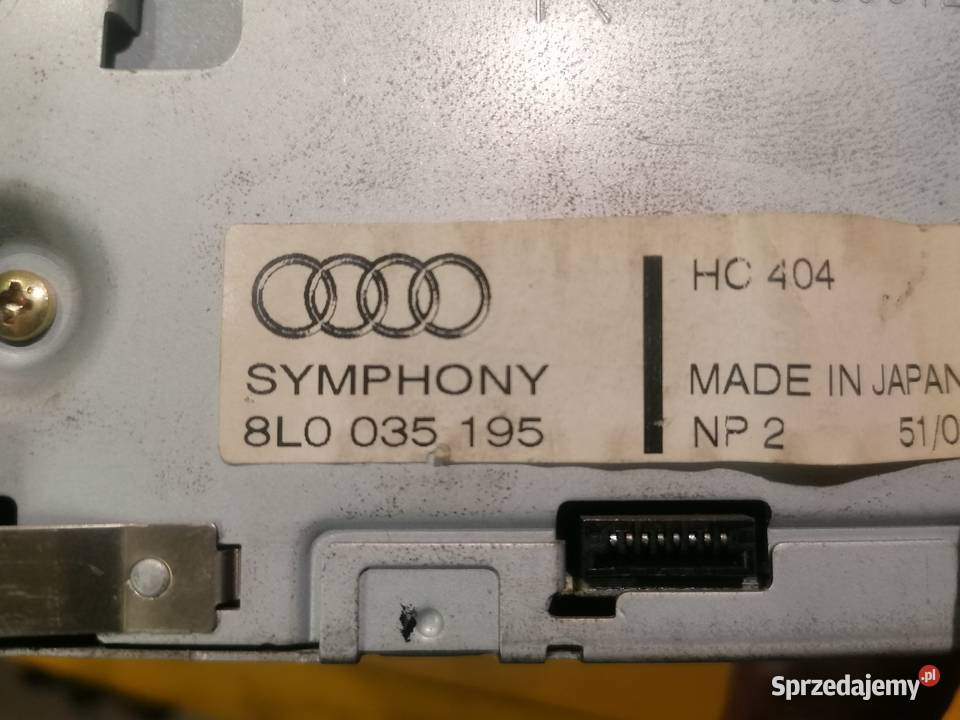 SYMPHONY
8L0 035 195
HC 404
MADE IN JAPAN
NP 2 51/0
Sprzedajemy.pl